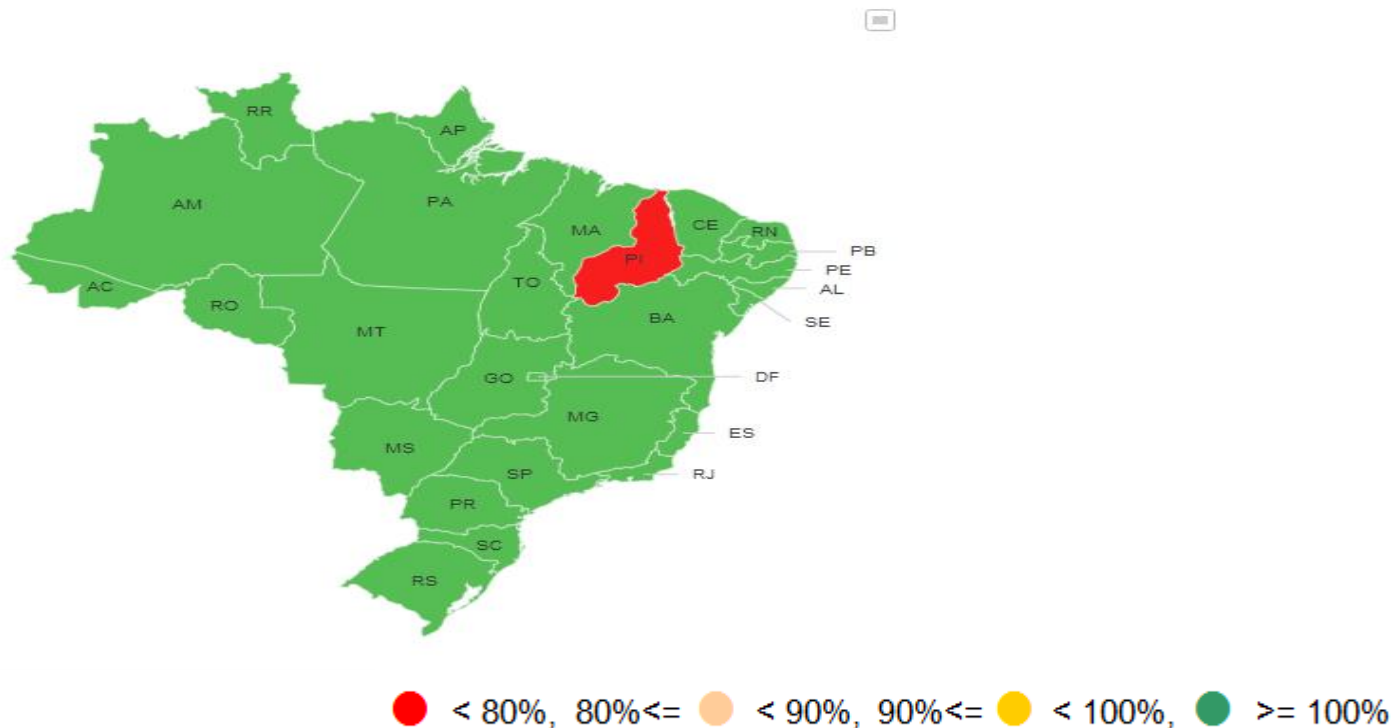 RR
AP
AM
PA
MA
CE
RN
PB
PI
PE
TO
AC
AL
RO
BA
SE
MT
GO
DF
MG
ES
MS
SP
RJ
PR
SC
RS
< 80%, 80%<= < 90%, 90%<= < 100%, >= 100%